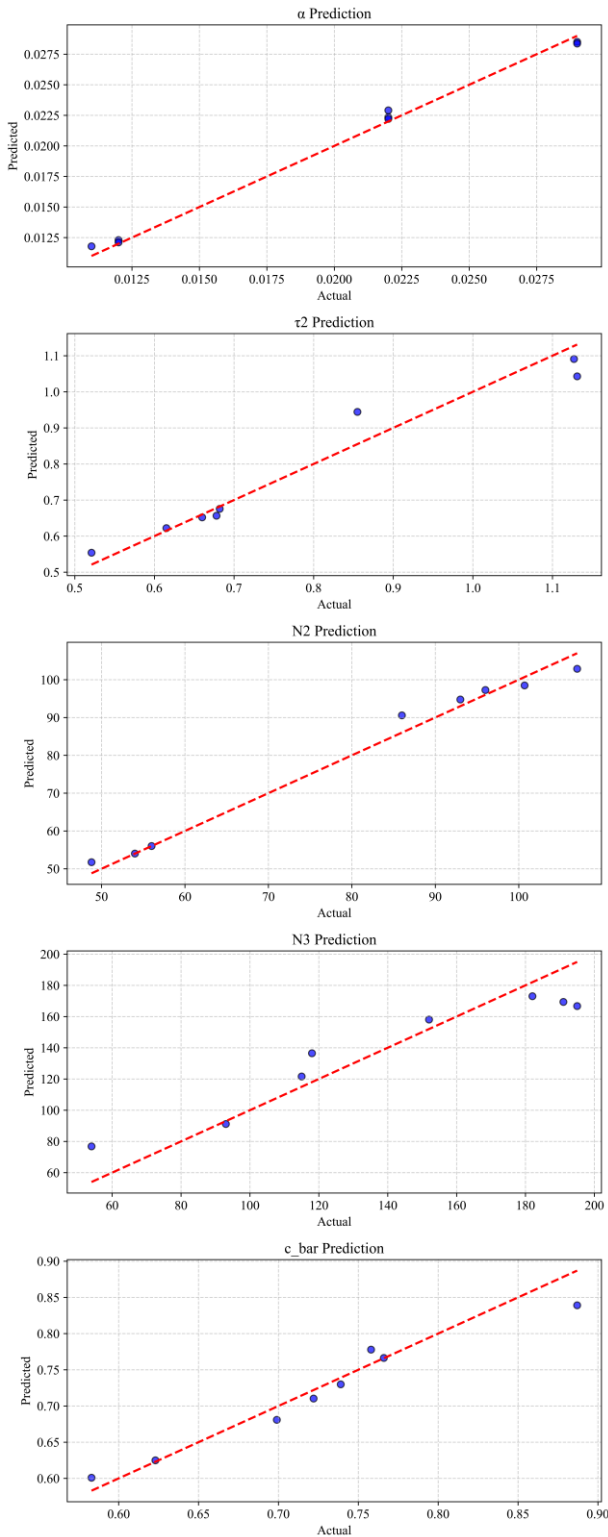 α Prediction
0.0275
0.0250
0.0225
0.0200
0.0175
0.0150
0.0125
Predicted
0.0125 0.0150 0.0175 0.0200 0.0225 0.0250 0.0275
Actual
τ2 Prediction
1.1
1.0
0.9
0.8
0.7
0.6
0.5
Predicted
0.5 0.6 0.7 0.8 0.9 1.0 1.1
Actual
N2 Prediction
100
90
80
70
60
50
Predicted
50 60 70 80 90 100
Actual
N3 Prediction
200
180
160
140
120
100
80
60
Predicted
60 80 100 120 140 160 180 200
Actual
c_bar Prediction
0.90
0.85
0.80
0.75
0.70
0.65
0.60
Predicted
0.60 0.65 0.70 0.75 0.80 0.85 0.90
Actual